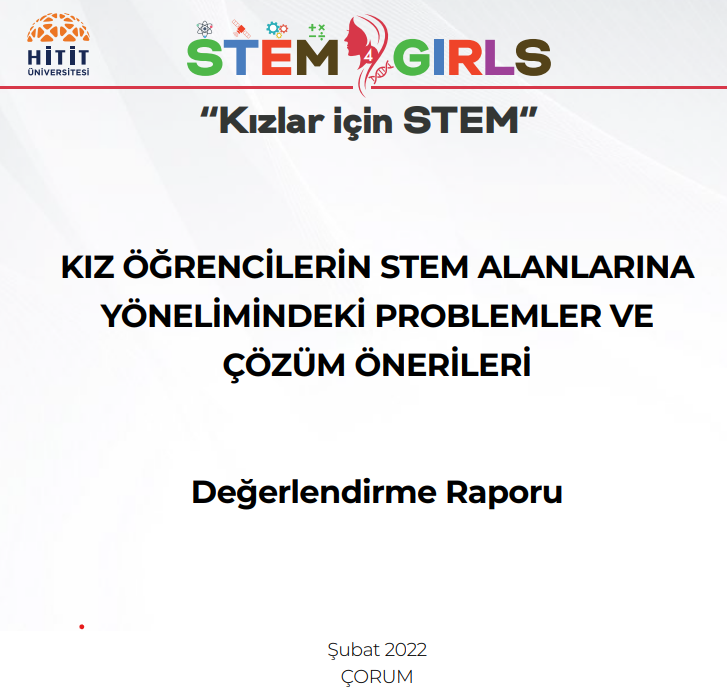 HİTİT
ÜNİVERSİTESİ
STEM 4 GIRLS
“Kızlar için STEM”
KIZ ÖĞRENCİLERİN STEM ALANLARINA
YÖNELİMİNDEKİ PROBLEMLER VE
ÇÖZÜM ÖNERİLERİ
Değerlendirme Raporu
Şubat 2022
ÇORUM